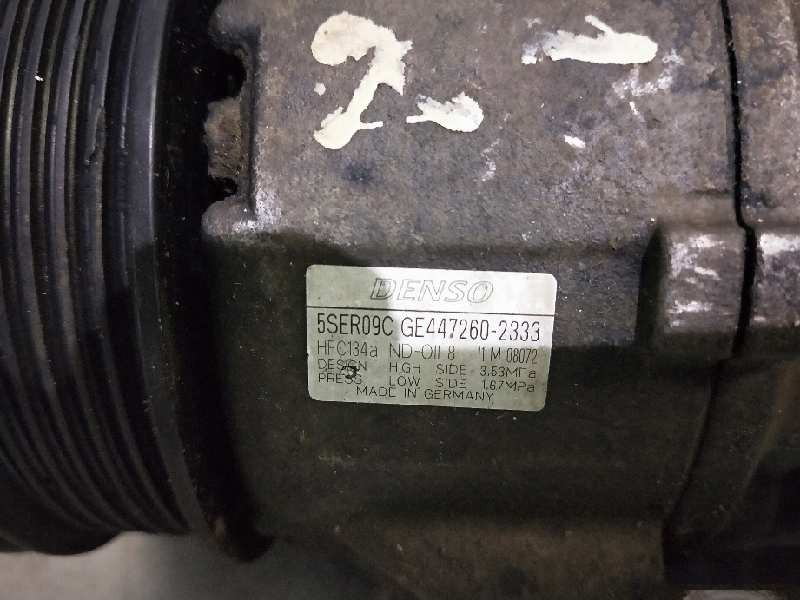 2.-
DENSO
5SER09C GE447260-2333
HFC134a ND-OIL 8 1M 08072
DESIGN HIGH SIDE 3.53MPa
PRESS LOW SIDE 1.67MPa
MADE IN GERMANY